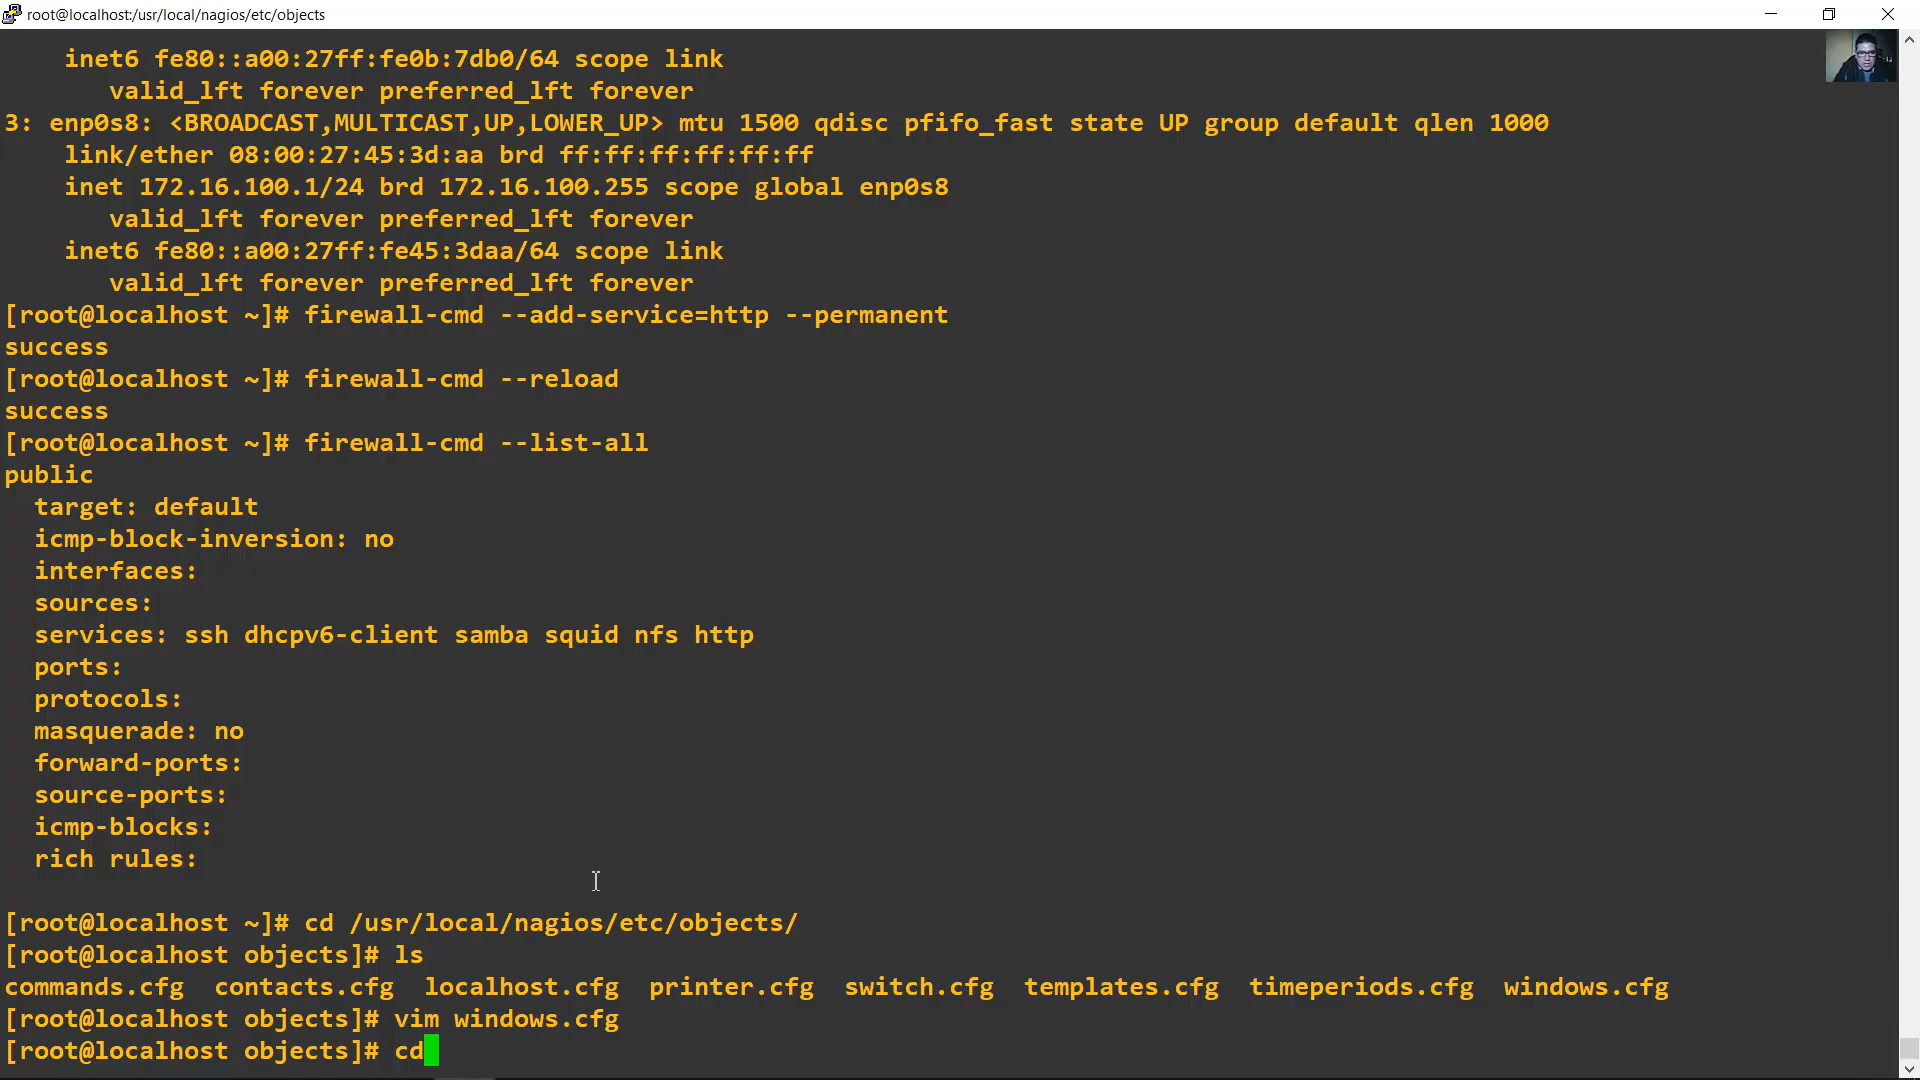 root@localhost:/usr/local/nagios/etc/objects
inet6 fe80::a00:27ff:fe0b:7db0/64 scope link
valid_lft forever preferred_lft forever
3: enp0s8: <BROADCAST,MULTICAST,UP,LOWER_UP> mtu 1500 qdisc pfifo_fast state UP group default qlen 1000
link/ether 08:00:27:45:3d:aa brd ff:ff:ff:ff:ff:ff
inet 172.16.100.1/24 brd 172.16.100.255 scope global enp0s8
valid_lft forever preferred_lft forever
inet6 fe80::a00:27ff:fe45:3daa/64 scope link
valid_lft forever preferred_lft forever
[root@localhost ~]# firewall-cmd --add-service=http --permanent
success
[root@localhost ~]# firewall-cmd --reload
success
[root@localhost ~]# firewall-cmd --list-all
public
target: default
icmp-block-inversion: no
interfaces:
sources:
services: ssh dhcpv6-client samba squid nfs http
ports:
protocols:
masquerade: no
forward-ports:
source-ports:
icmp-blocks:
rich rules:
[root@localhost ~]# cd /usr/local/nagios/etc/objects/
[root@localhost objects]# ls
commands.cfg contacts.cfg localhost.cfg printer.cfg switch.cfg templates.cfg timeperiods.cfg windows.cfg
[root@localhost objects]# vim windows.cfg
[root@localhost objects]# cd